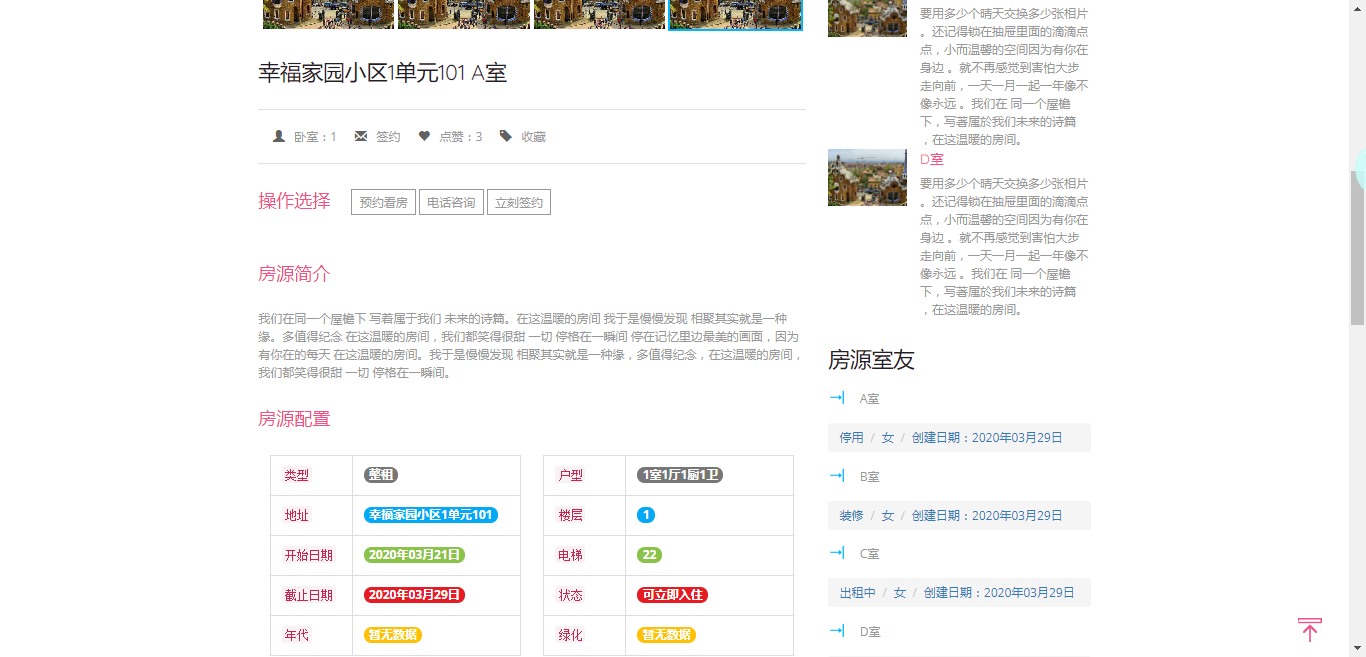 幸福家园小区1单元101 A室
卧室：1 签约 点赞：3 收藏
操作选择 预约看房 电话咨询 立刻签约
房源简介
我们在同一个屋檐下 写着属于我们 未来的诗篇。在这温暖的房间 我于是慢慢发现 相聚其实就是一种
缘。多值得纪念 在这温暖的房间，我们都笑得很甜 一切 停格在一瞬间 停在记忆里边最美的画面，因为
有你在的每天 在这温暖的房间。我于是慢慢发现 相聚其实就是一种缘，多值得纪念，在这温暖的房间，
我们都笑得很甜 一切 停格在一瞬间。
房源配置
类型 整租
地址 幸福家园小区1单元101
开始日期 2020年03月21日
截止日期 2020年03月29日
年代 暂无数据
户型 1室1厅1厨1卫
楼层 1
电梯 22
状态 可立即入住
绿化 暂无数据
要用多少个晴天交换多少张相片
。还记得锁在抽屉里面的滴滴点
点，小而温馨的空间因为有你在
身边 。就不再感觉到害怕大步
走向前，一天一月一起一年像不
像永远 。我们在 同一个屋檐
下，写著属於我们未来的诗篇
，在这温暖的房间。
D室
要用多少个晴天交换多少张相片
。还记得锁在抽屉里面的滴滴点
点，小而温馨的空间因为有你在
身边 。就不再感觉到害怕大步
走向前，一天一月一起一年像不
像永远 。我们在 同一个屋檐
下，写著属於我们未来的诗篇
，在这温暖的房间。
房源室友
A室
停用 / 女 / 创建日期：2020年03月29日
B室
装修 / 女 / 创建日期：2020年03月29日
C室
出租中 / 女 / 创建日期：2020年03月29日
D室